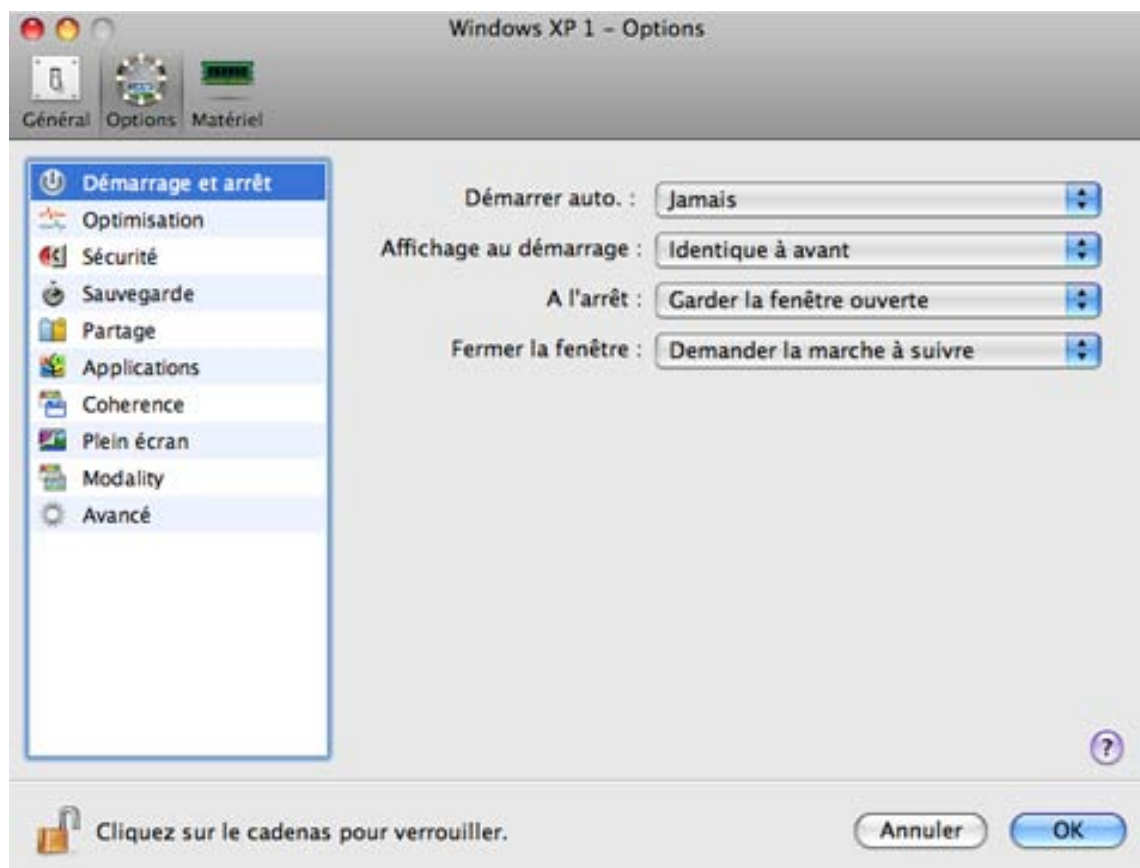 Windows XP 1 – Options
Général Options Matériel
Démarrage et arrêt
Optimisation
Sécurité
Sauvegarde
Partage
Applications
Coherence
Plein écran
Modality
Avancé
Démarrer auto. : Jamais
Affichage au démarrage : Identique à avant
A l'arrêt : Garder la fenêtre ouverte
Fermer la fenêtre : Demander la marche à suivre
?
Cliquez sur le cadenas pour verrouiller.
Annuler OK